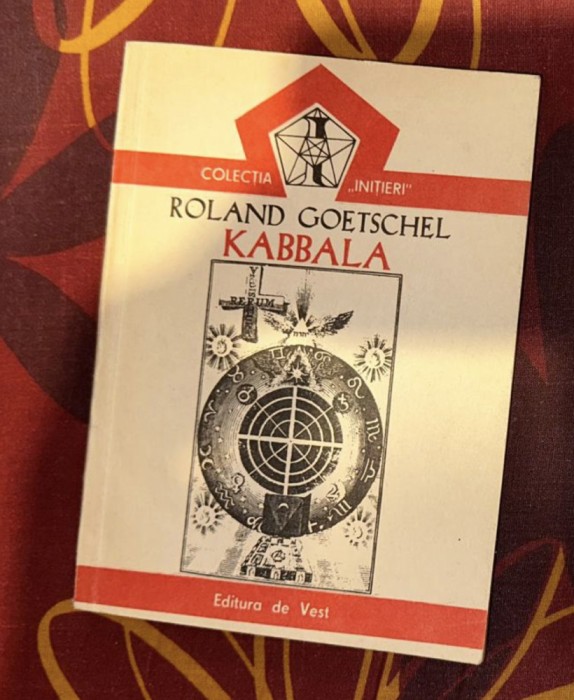 COLECȚIA „INIȚIERI"
ROLAND GOETSCHEL
KABBALA
RERUM
Editura de Vest